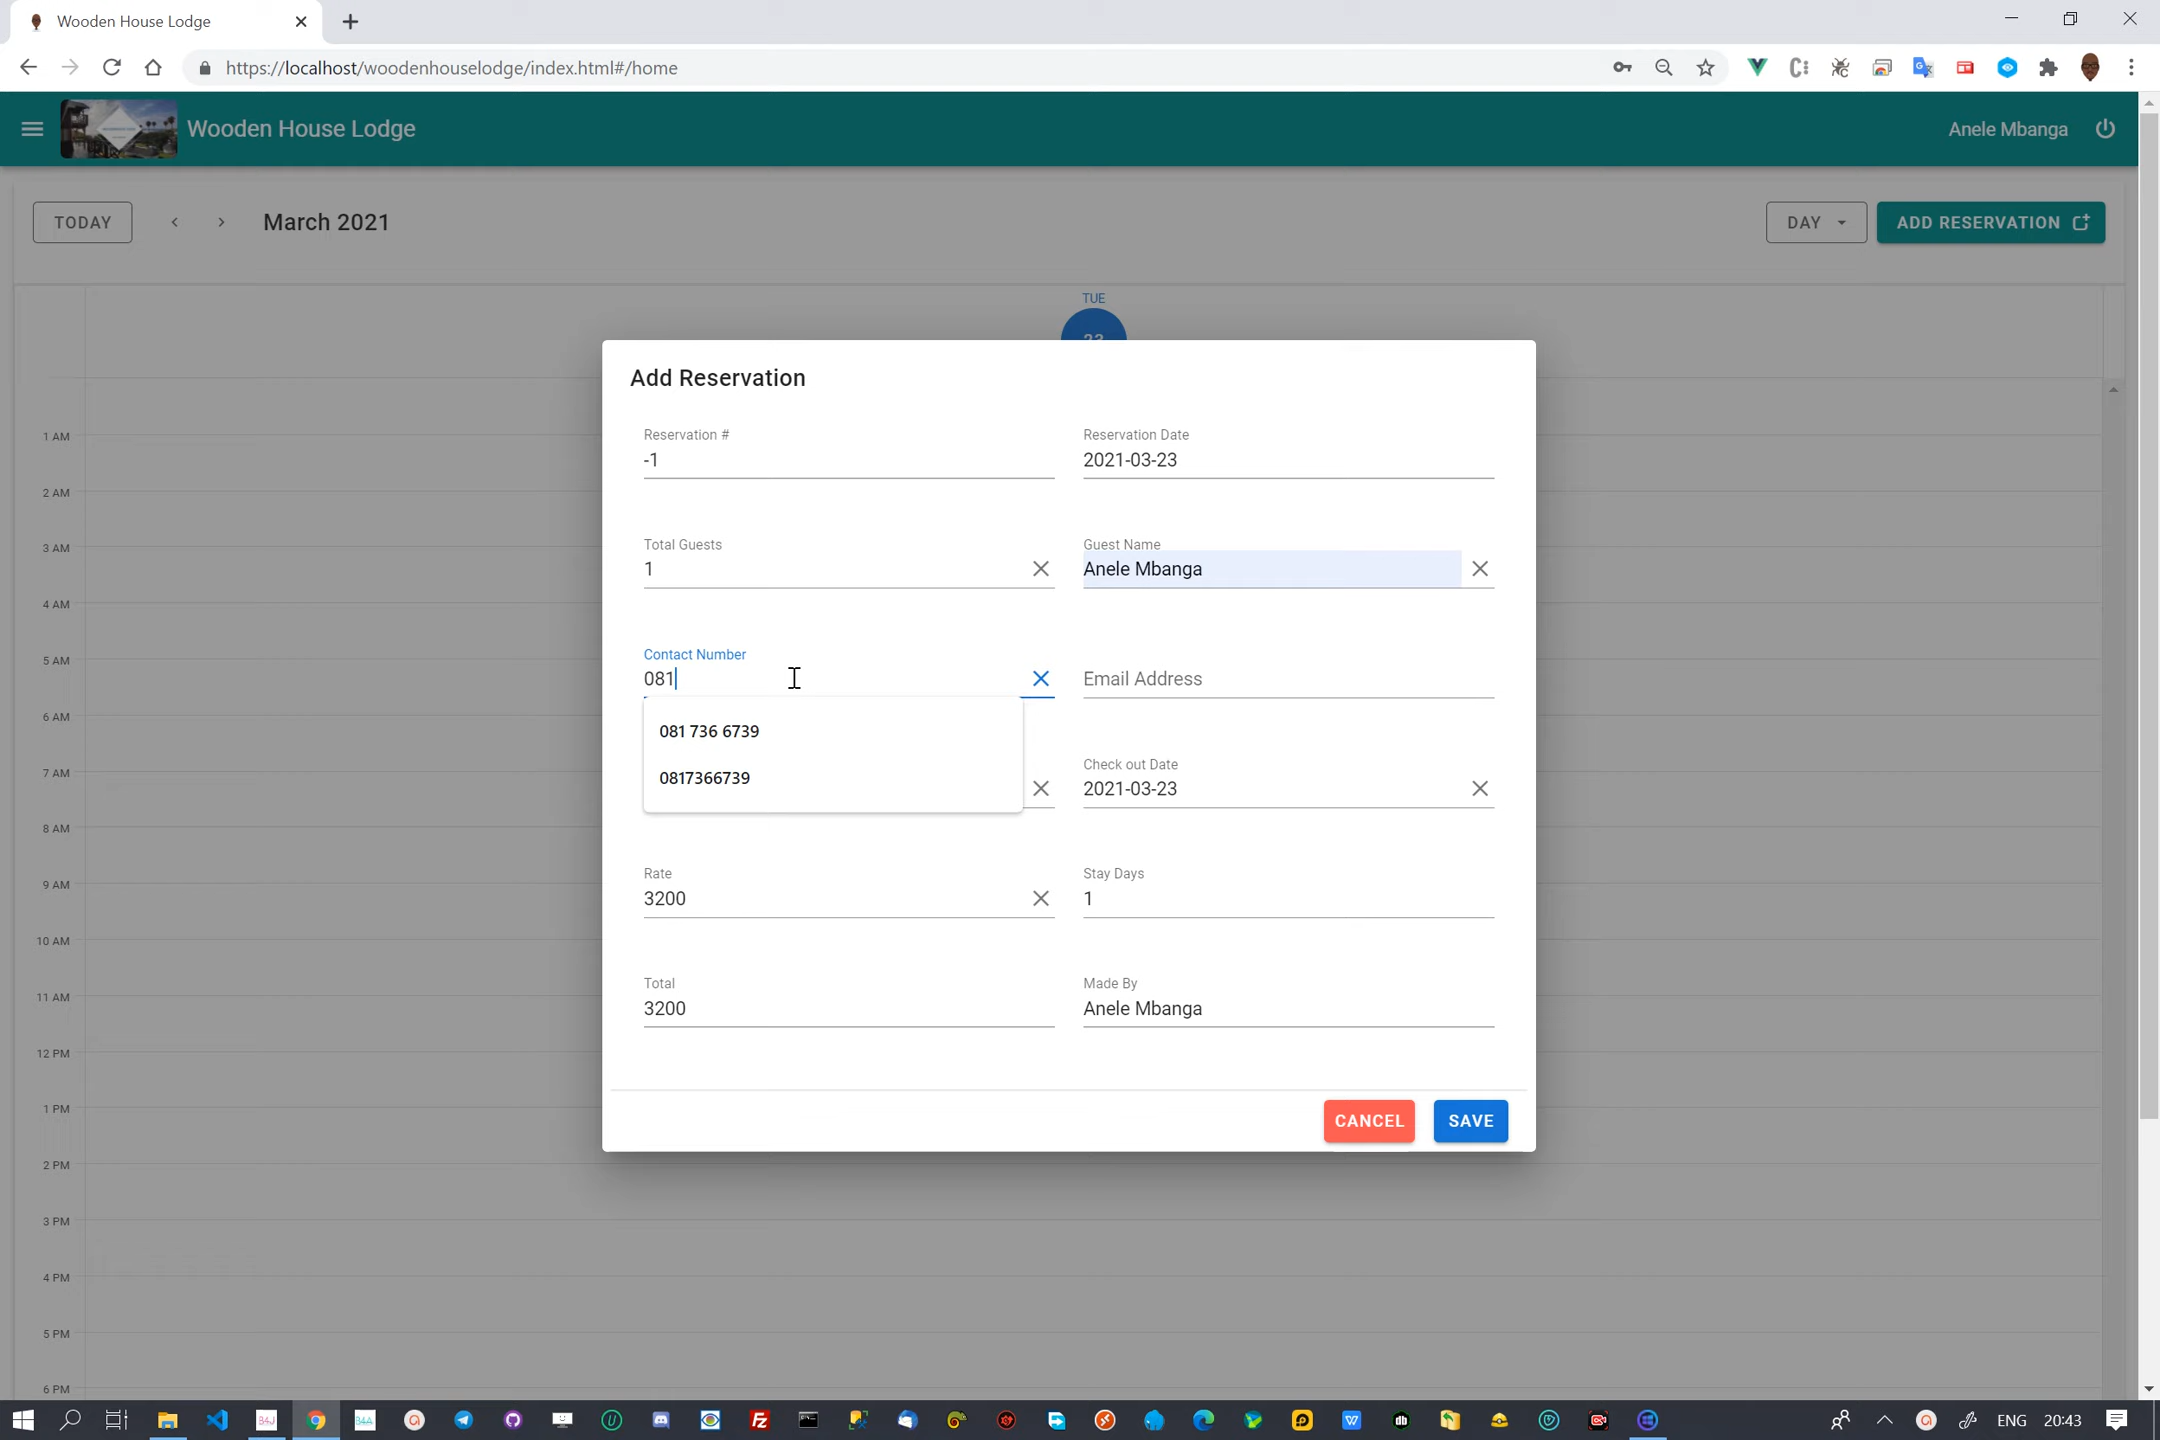 Wooden House Lodge
https://localhost/woodenhouselodge/index.html#/home
Wooden House Lodge
Anele Mbanga
TODAY
March 2021
DAY
ADD RESERVATION
TUE
23
Add Reservation
Reservation #
-1
Reservation Date
2021-03-23
Total Guests
1
Guest Name
Anele Mbanga
Contact Number
081
081 736 6739
0817366739
Email Address
Check out Date
2021-03-23
Rate
3200
Stay Days
1
Total
3200
Made By
Anele Mbanga
CANCEL
SAVE
1 AM
2 AM
3 AM
4 AM
5 AM
6 AM
7 AM
8 AM
9 AM
10 AM
11 AM
12 PM
1 PM
2 PM
3 PM
4 PM
5 PM
6 PM
B4J
B4A
ENG
20:43